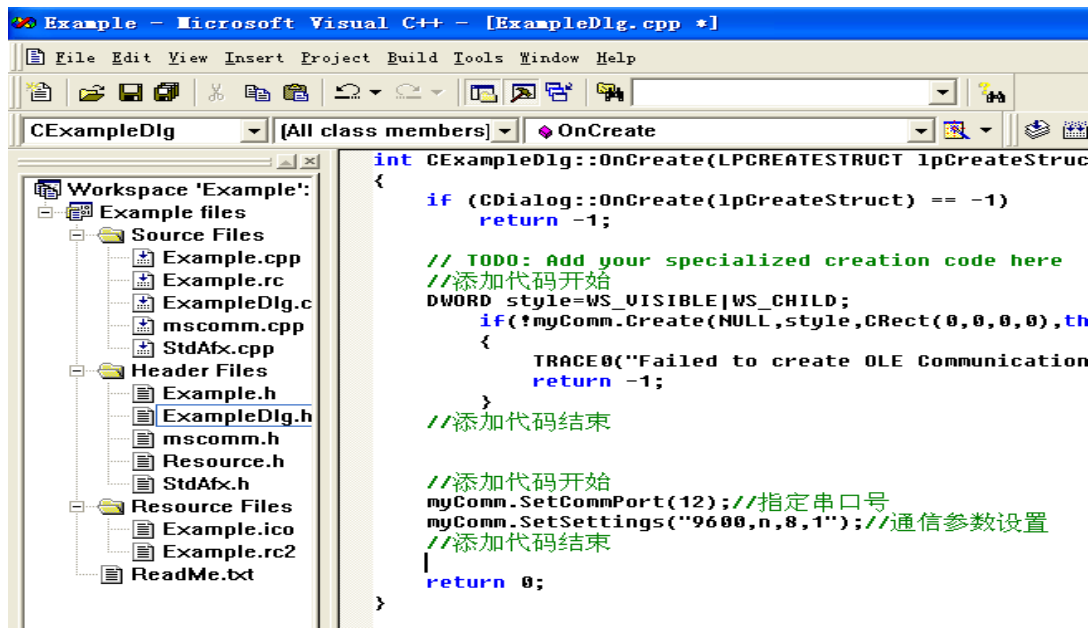 Example - Microsoft Visual C++ - [ExampleDlg.cpp *]
File Edit View Insert Project Build Tools Window Help
CExampleDlg [All class members] OnCreate
Workspace 'Example':
Example files
Source Files
Example.cpp
Example.rc
ExampleDlg.c
mscomm.cpp
StdAfx.cpp
Header Files
Example.h
ExampleDlg.h
mscomm.h
Resource.h
StdAfx.h
Resource Files
Example.ico
Example.rc2
ReadMe.txt
int CExampleDlg::OnCreate(LPCREATESTRUCT lpCreateStruc
{
if (CDialog::OnCreate(lpCreateStruct) == -1)
return -1;
// TODO: Add your specialized creation code here
//添加代码开始
DWORD style=WS_VISIBLE|WS_CHILD;
if(!myComm.Create(NULL,style,CRect(0,0,0,0),th
{
TRACE0("Failed to create OLE Communication
return -1;
}
//添加代码结束
//添加代码开始
myComm.SetCommPort(12);//指定串口号
myComm.SetSettings("9600,n,8,1");//通信参数设置
//添加代码结束
return 0;
}